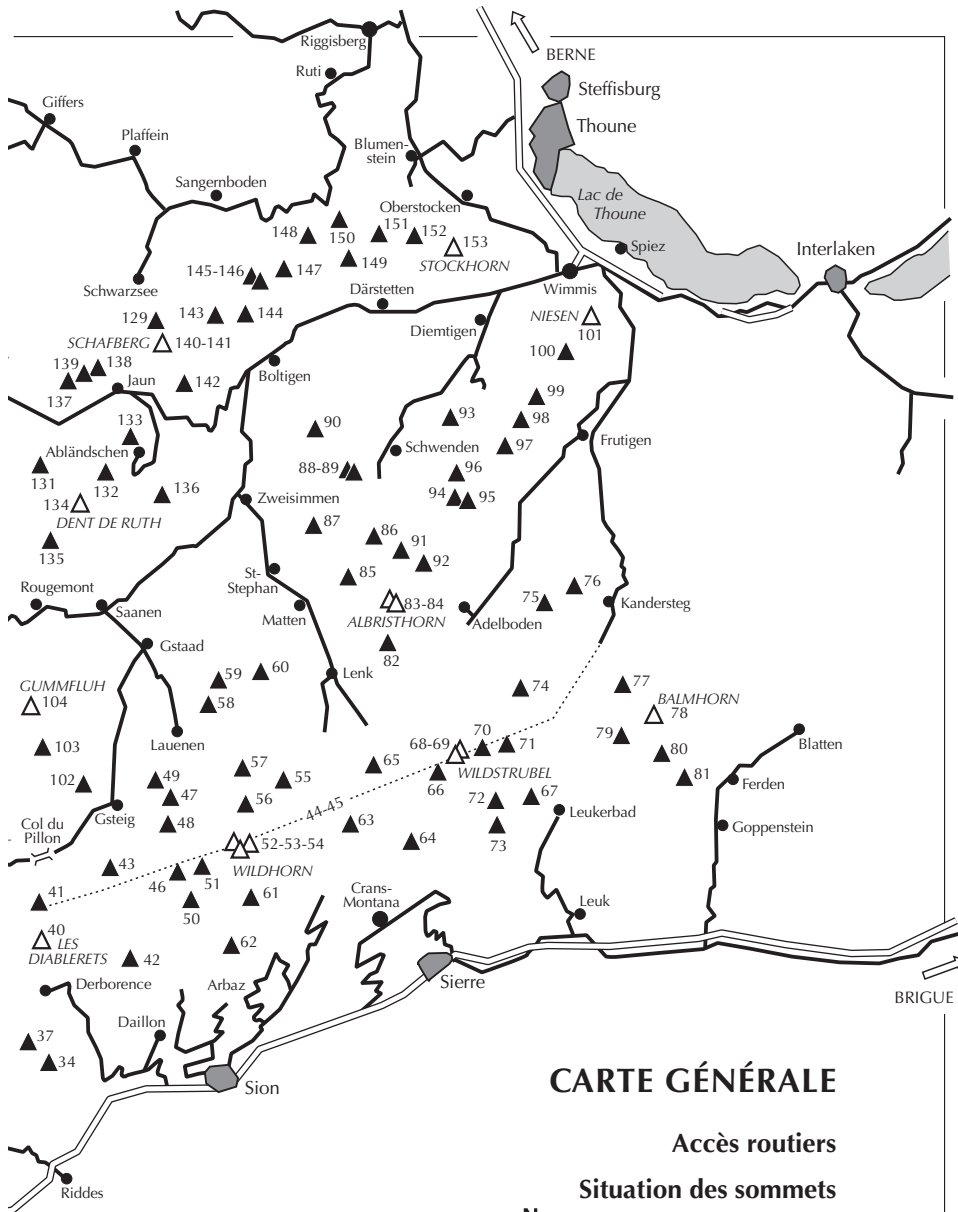 Riggisberg
BERNE
Ruti
Steffisburg
Giffers
Thoune
Plaffein
Blumen-
stein
Sangernboden
Lac de
Thoune
Oberstocken
148
150
151
152
153
STOCKHORN
Spiez
Interlaken
145-146
147
149
Schwarzsee
Wimmis
Därstetten
129
143
144
Diemtigen
NIESEN
101
SCHAFBERG
140-141
100
139
138
137
Jaun
142
Boltigen
99
133
90
93
98
Abländschen
Schwenden
97
Frutigen
131
132
88-89
96
134
136
DENT DE RUTH
Zweisimmen
94
95
135
87
86
91
92
Rougemont
St-
Stephan
85
76
Saanen
Matten
83-84
ALBRISTHORN
75
Kandersteg
Adelboden
Gstaad
82
GUMMFLUH
104
59
60
Lenk
74
77
BALMHORN
78
58
103
Lauenen
68-69
70
71
79
Blatten
WILDSTRUBEL
80
102
49
57
55
65
66
81
Ferden
47
56
44-45
72
67
Leukerbad
Gsteig
Col du
Pillon
48
63
73
Goppenstein
52-53-54
64
WILDHORN
43
46
51
41
50
61
Crans-
Montana
Leuk
40
LES
DIABLERETS
42
62
Derborence
Arbaz
Sierre
BRIGUE
Daillon
37
34
Sion
CARTE GÉNÉRALE
Accès routiers
Situation des sommets
Riddes
N